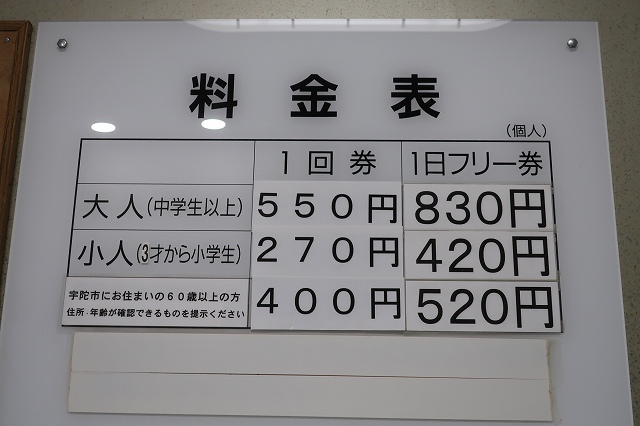 料金表
(個人)
1回券 1日フリー券
大人(中学生以上) 550円 830円
小人(3才から小学生) 270円 420円
宇陀市にお住まいの60歳以上の方
住所・年齢が確認できるものを提示ください
400円 520円